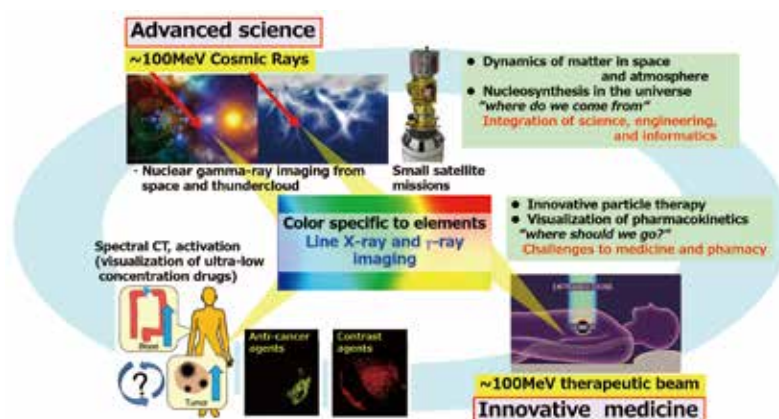 Advanced science
~100MeV Cosmic Rays
● Dynamics of matter in space
and atmosphere
● Nucleosynthesis in the universe
"where do we come from"
Integration of science, engineering,
and informatics
- Nuclear gamma-ray imaging from
space and thundercloud
Small satellite
missions
Color specific to elements
Line X-ray and γ-ray
imaging
● Innovative particle therapy
● Visualization of pharmacokinetics
"where should we go?"
Challenges to medicine and phamacy
Spectral CT, activation
(visualization of ultra-low
concentration drugs)
Blood
?
Tumor
Anti-cancer
agents
Contrast
agents
~100MeV therapeutic beam
Innovative medicine